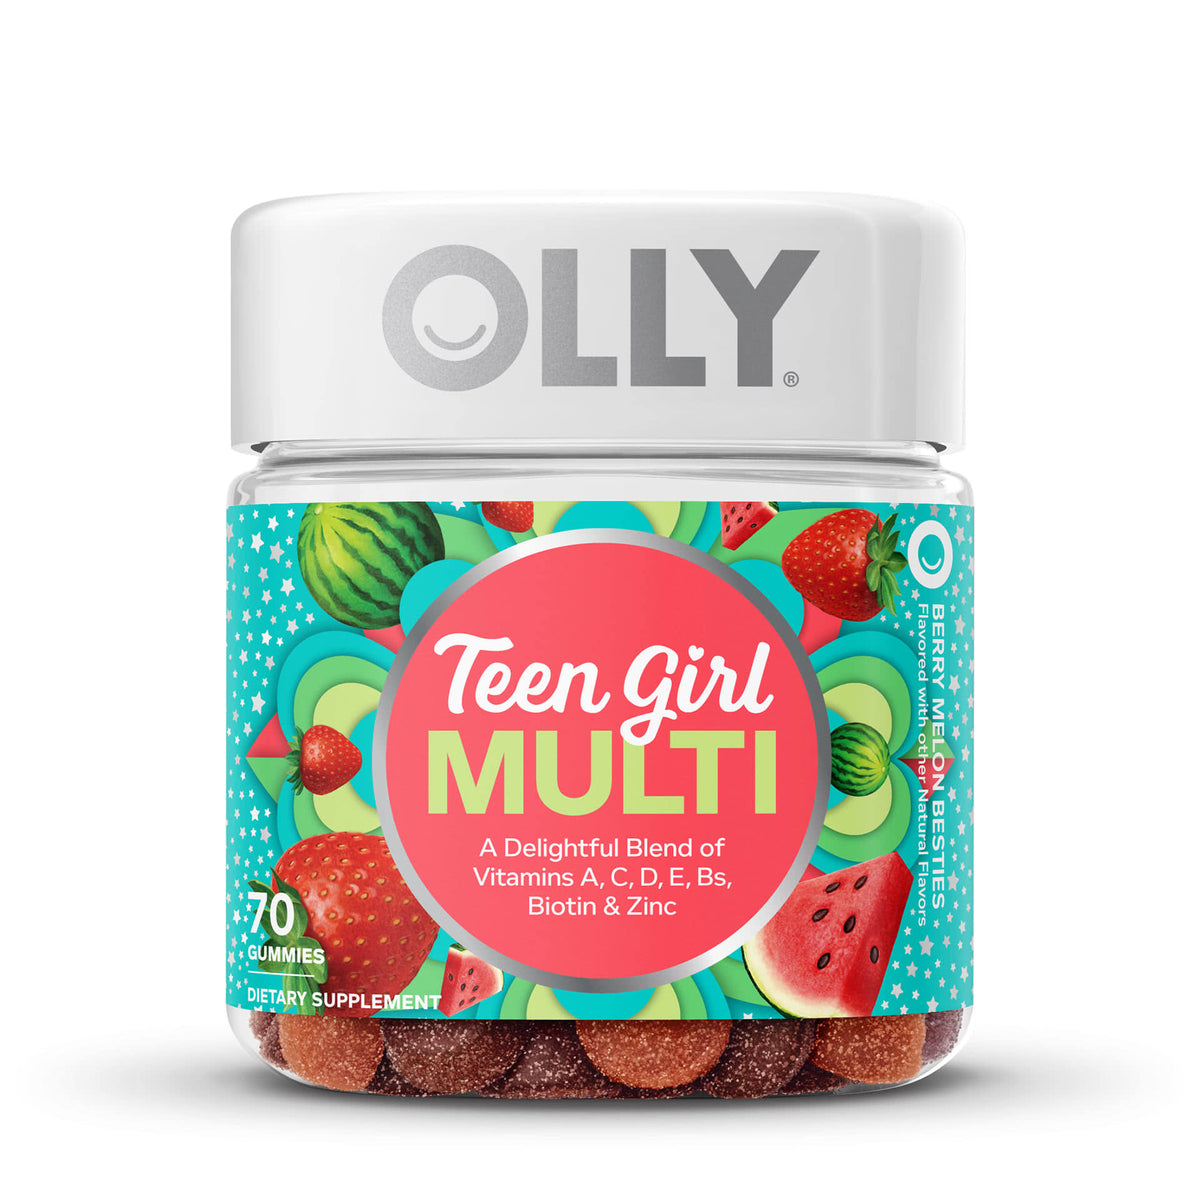 OLLY®
Teen Girl
MULTI
A Delightful Blend of
Vitamins A, C, D, E, Bs,
Biotin & Zinc
70
GUMMIES
DIETARY SUPPLEMENT
BERRY MELON BESTIES
Flavored with other Natural Flavors